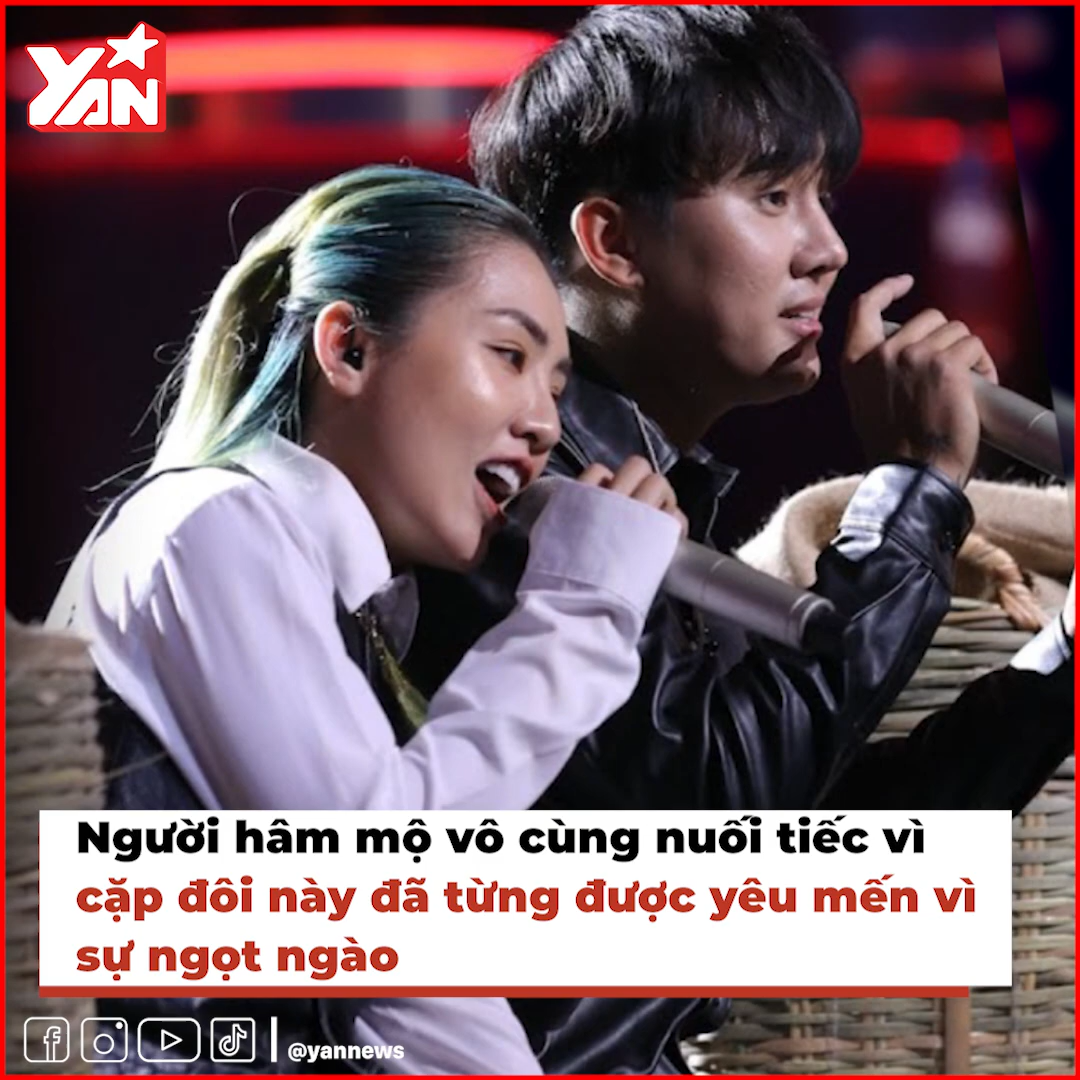 YAN
Người hâm mộ vô cùng nuối tiếc vì
cặp đôi này đã từng được yêu mến vì
sự ngọt ngào
@yannews